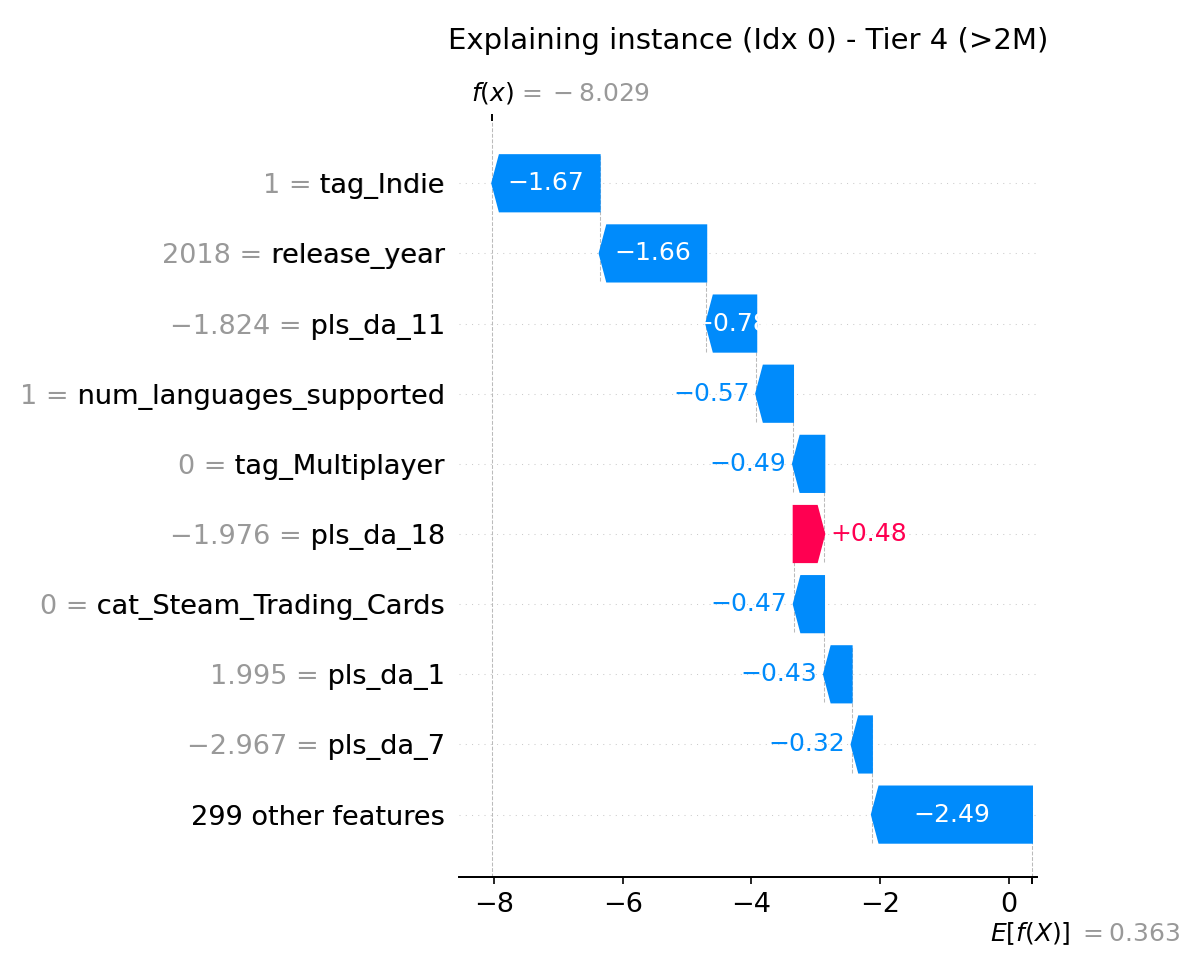 Explaining instance (Idx 0) - Tier 4 (>2M)
f(x) = −8.029
1 = tag_Indie
−1.67
2018 = release_year
−1.66
−1.824 = pls_da_11
−0.78
1 = num_languages_supported
−0.57
0 = tag_Multiplayer
−0.49
−1.976 = pls_da_18
+0.48
0 = cat_Steam_Trading_Cards
−0.47
1.995 = pls_da_1
−0.43
−2.967 = pls_da_7
−0.32
299 other features
−2.49
−8 −6 −4 −2 0
E[f(X)] = 0.363